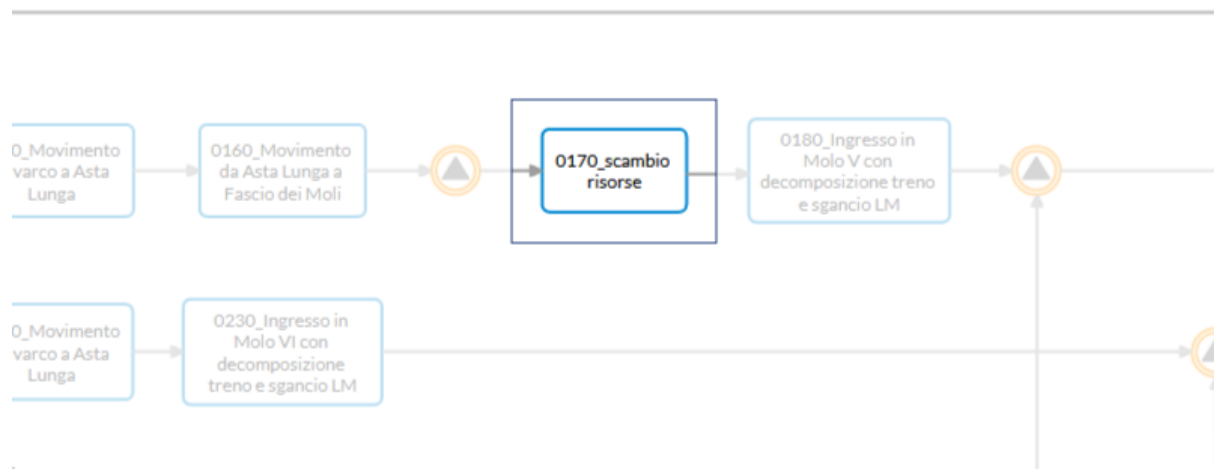 0_Movimento
varco a Asta
Lunga
0160_Movimento
da Asta Lunga a
Fascio dei Moli
0170_scambio
risorse
0180_Ingresso in
Molo V con
decomposizione treno
e sgancio LM
0_Movimento
varco a Asta
Lunga
0230_Ingresso in
Molo VI con
decomposizione
treno e sgancio LM